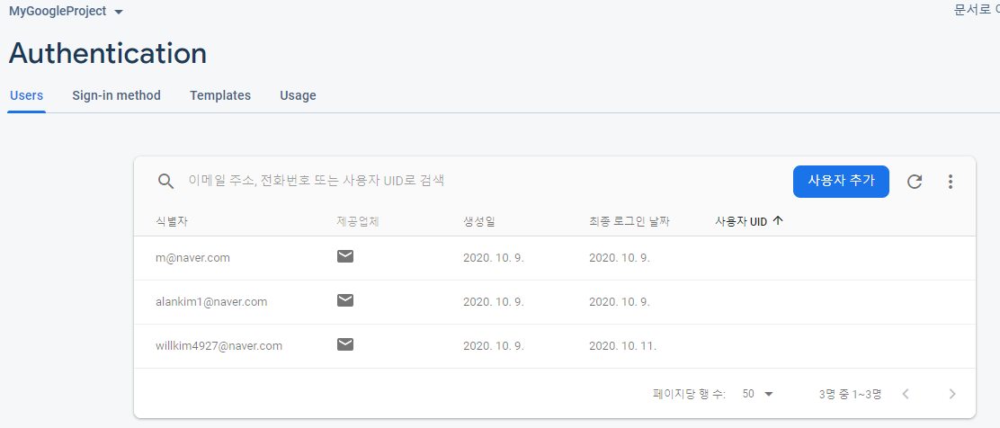 MyGoogleProject
문서로 이
Authentication
Users Sign-in method Templates Usage
이메일 주소, 전화번호 또는 사용자 UID로 검색 사용자 추가
식별자 제공업체 생성일 최종 로그인 날짜 사용자 UID
m@naver.com 2020. 10. 9. 2020. 10. 9.
alankim1@naver.com 2020. 10. 9. 2020. 10. 9.
willkim4927@naver.com 2020. 10. 9. 2020. 10. 11.
페이지당 행 수: 50 3명 중 1~3명